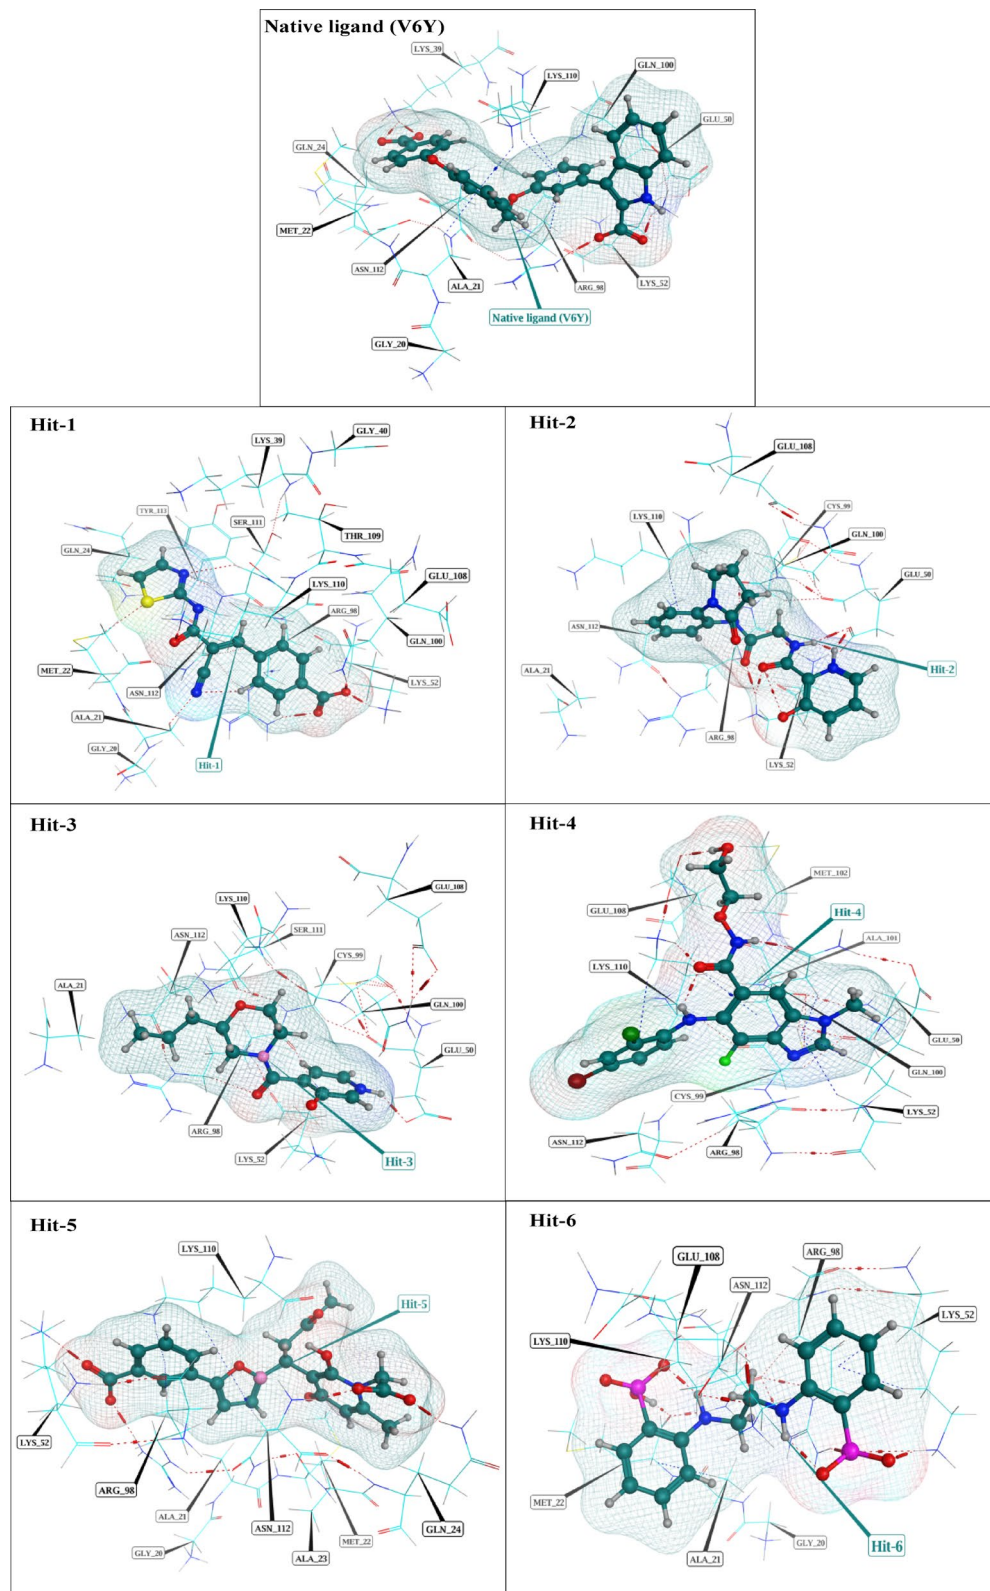 Native ligand (V6Y)
LYS_39
LYS_110
GLN_100
GLU_50
GLN_24
MET_22
ASN_112
ALA_21
ARG_98
LYS_52
Native ligand (V6Y)
GLY_20
Hit-1
GLY_40
LYS_39
TYR_113
SER_111
THR_109
GLN_24
LYS_110
GLU_108
ARG_98
GLN_100
MET_22
ASN_112
LYS_52
ALA_21
GLY_20
Hit-1
Hit-2
GLU_108
CYS_99
LYS_110
GLN_100
GLU_50
ASN_112
Hit-2
ALA_21
ARG_98
LYS_52
Hit-3
GLU_108
LYS_110
SER_111
ASN_112
CYS_99
ALA_21
GLN_100
GLU_50
ARG_98
LYS_52
Hit-3
Hit-4
MET_102
GLU_108
Hit-4
ALA_101
LYS_110
GLU_50
GLN_100
CYS_99
LYS_52
ASN_112
ARG_98
Hit-5
LYS_110
Hit-5
LYS_52
ARG_98
ALA_21
ASN_112
MET_22
GLN_24
GLY_20
ALA_23
Hit-6
ARG_98
GLU_108
ASN_112
LYS_52
LYS_110
MET_22
GLY_20
ALA_21
Hit-6